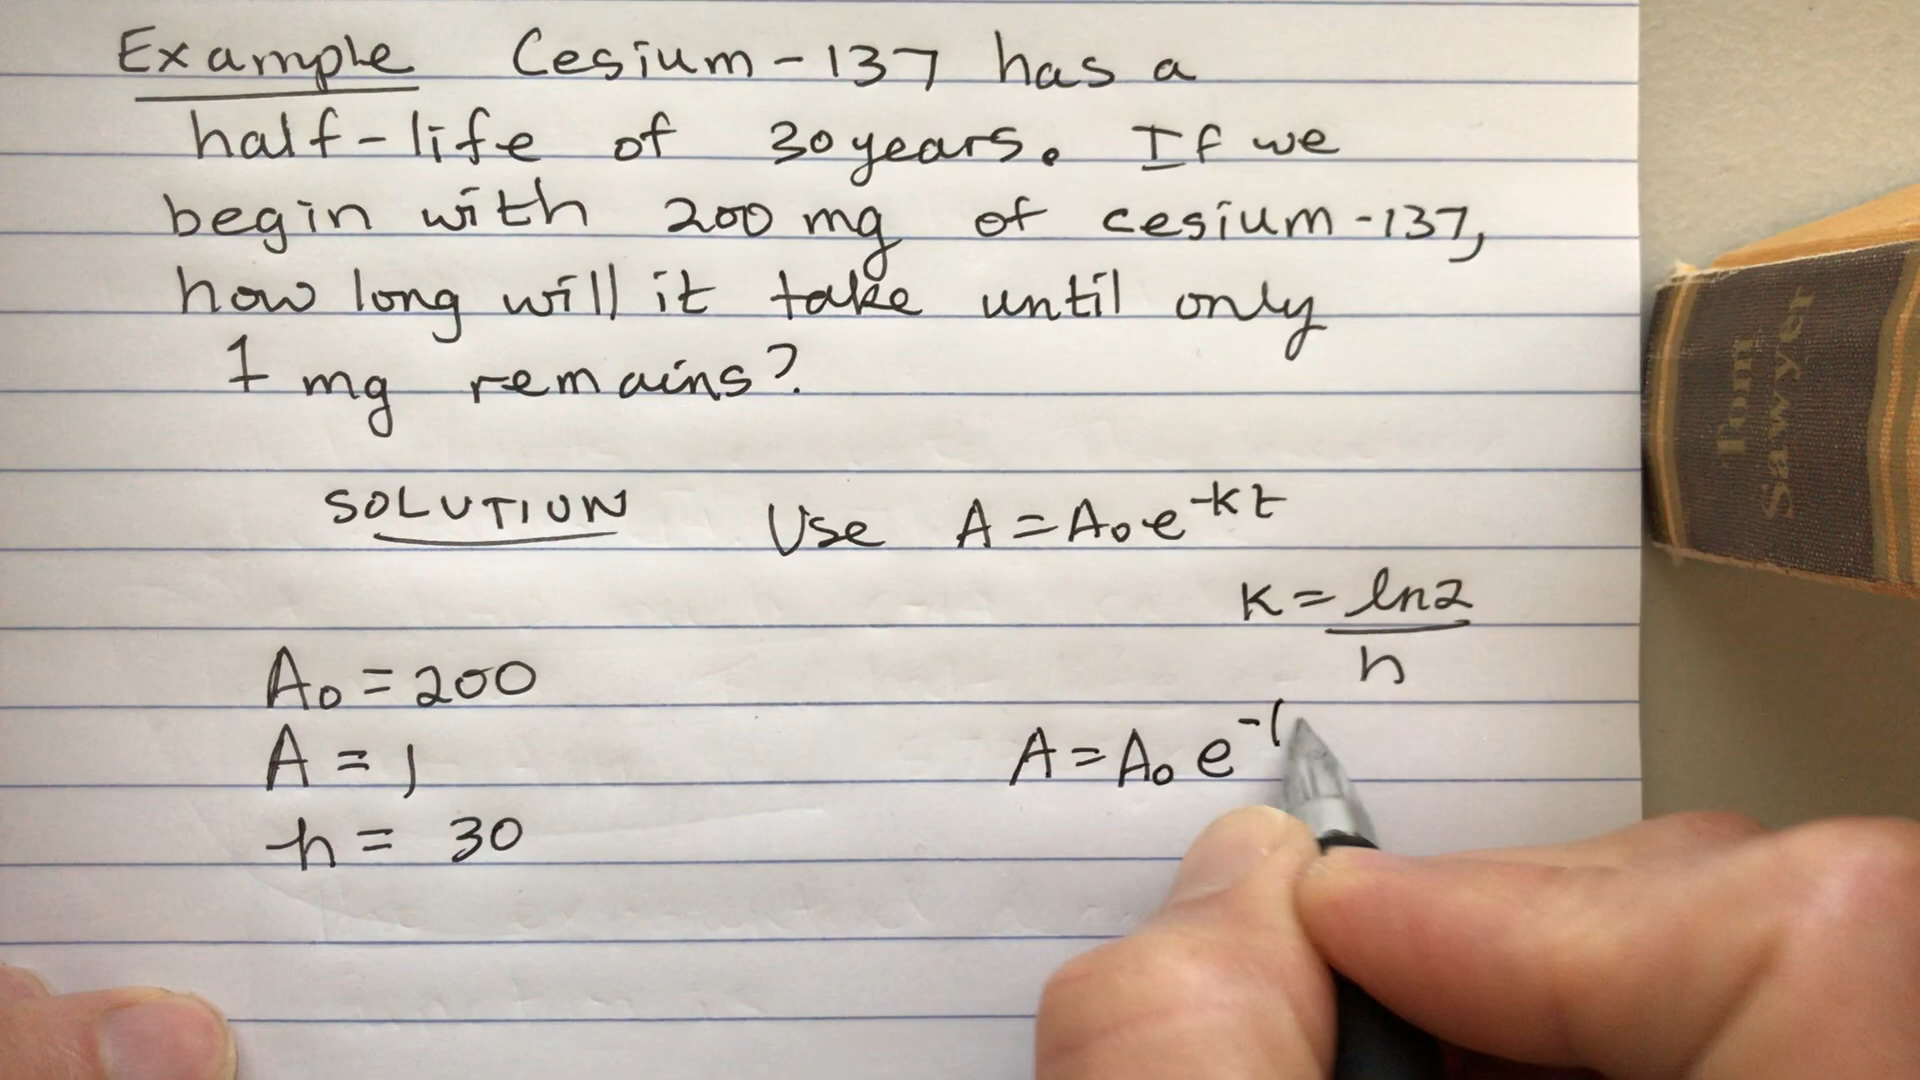 Example Cesium-137 has a
half-life of 30 years. If we
begin with 200 mg of cesium-137,
how long will it take until only
1 mg remains?
SOLUTION Use A = A₀e^-kt
K = ln2/h
A₀ = 200
A = 1
h = 30
A = A₀ e^-(
Tom
Sawyer